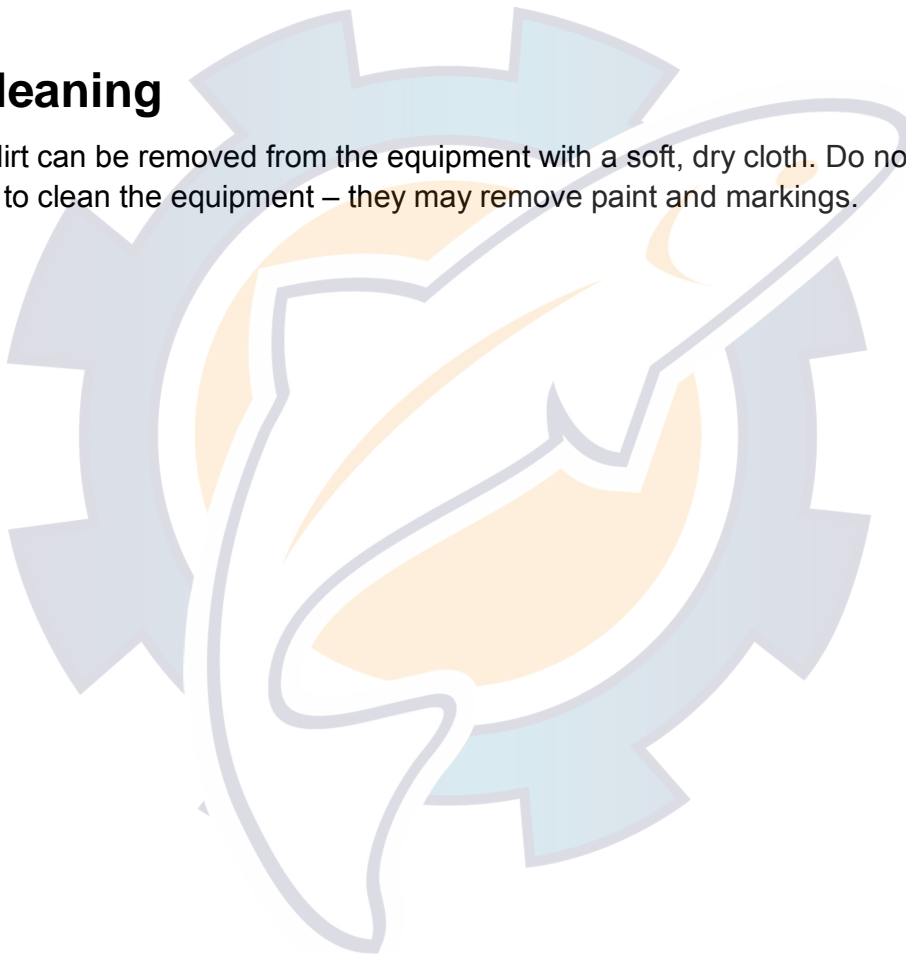 leaning
dirt can be removed from the equipment with a soft, dry cloth. Do no
to clean the equipment – they may remove paint and markings.